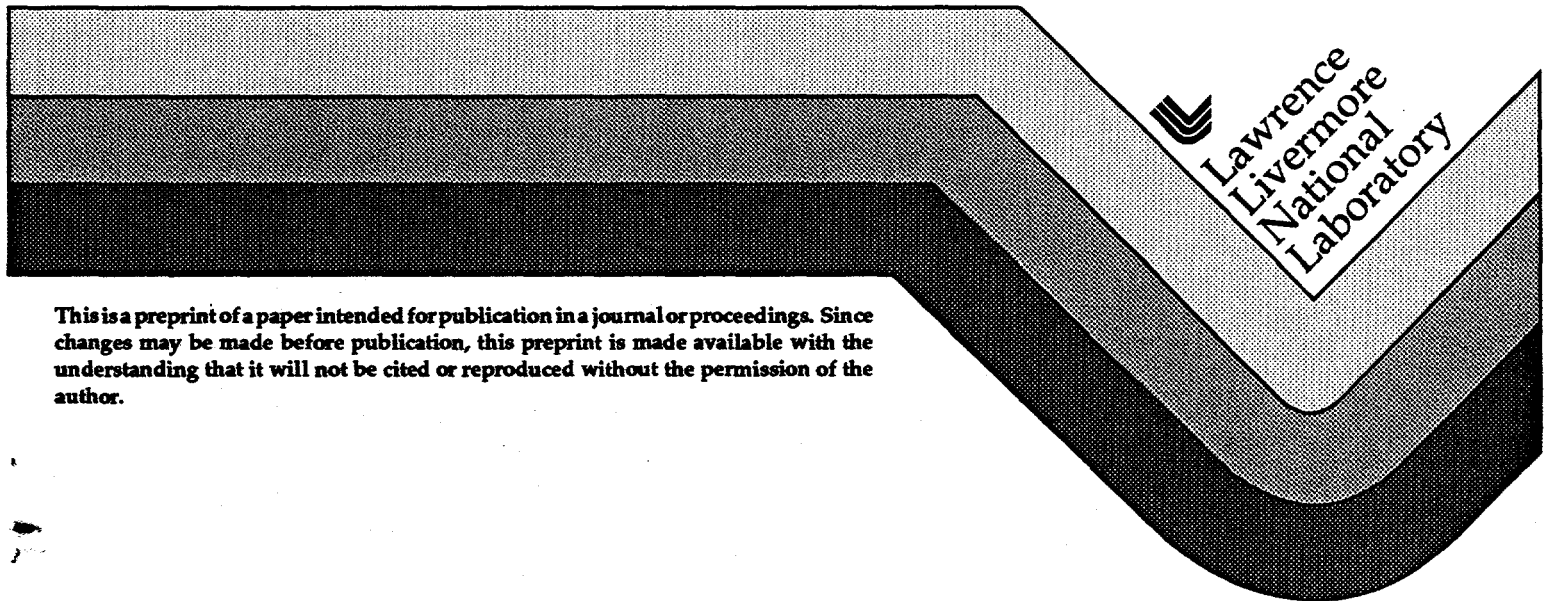 Lawrence
Livermore
National
Laboratory
This is a preprint of a paper intended for publication in a journal or proceedings. Since
changes may be made before publication, this preprint is made available with the
understanding that it will not be cited or reproduced without the permission of the
author.